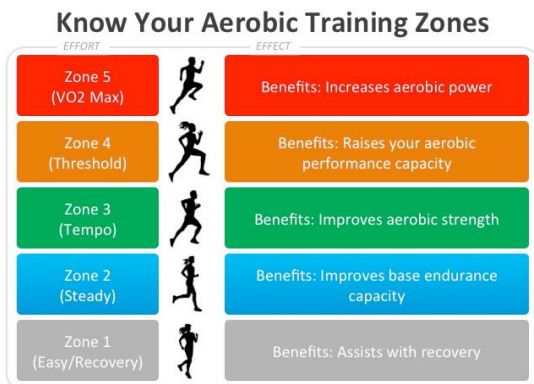 Know Your Aerobic Training Zones
EFFORT
EFFECT
Zone 5
(VO2 Max)
Benefits: Increases aerobic power
Zone 4
(Threshold)
Benefits: Raises your aerobic
performance capacity
Zone 3
(Tempo)
Benefits: Improves aerobic strength
Zone 2
(Steady)
Benefits: Improves base endurance
capacity
Zone 1
(Easy/Recovery)
Benefits: Assists with recovery